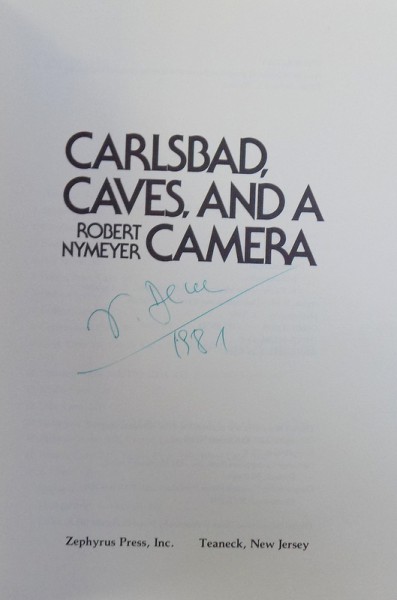 CARLSBAD,
CAVES, AND A
ROBERT
NYMEYER
CAMERA
1981
Zephyrus Press, Inc. Teaneck, New Jersey